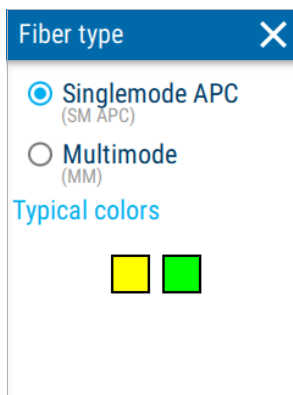 Fiber type
Singlemode APC
(SM APC)
Multimode
(MM)
Typical colors